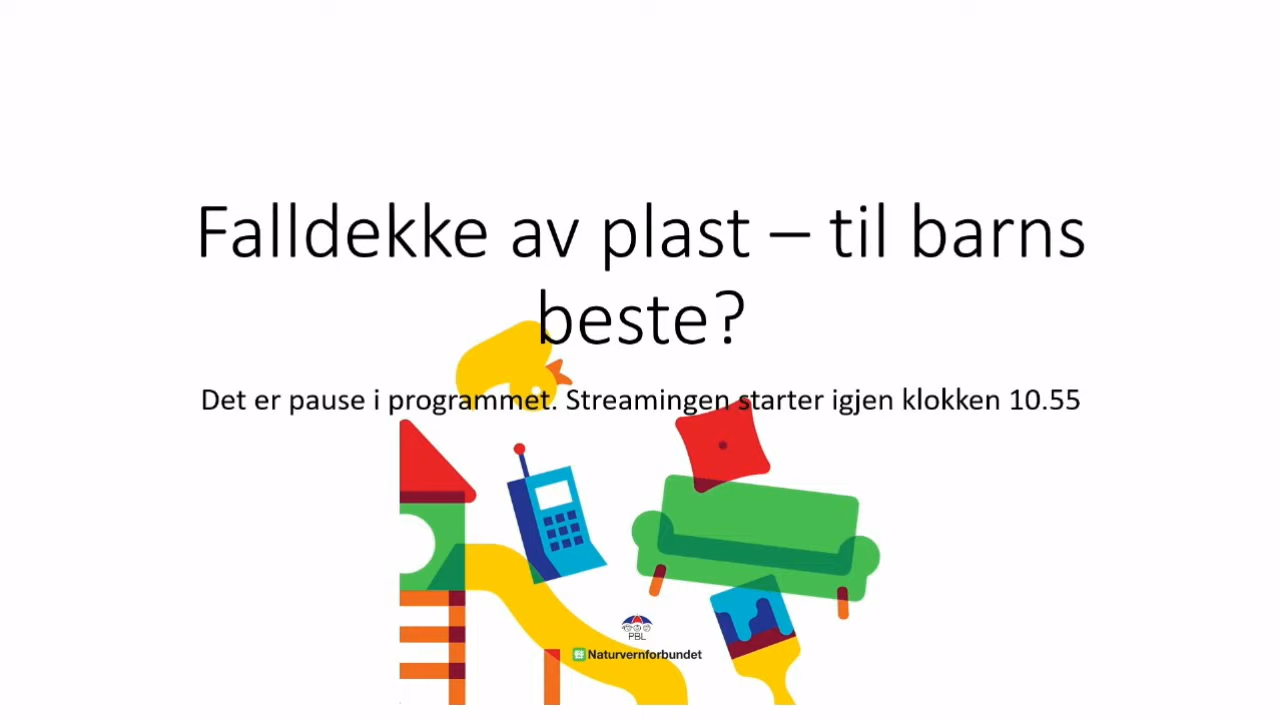 Falldekke av plast – til barns
beste?
Det er pause i programmet. Streamingen starter igjen klokken 10.55
PBL
Naturvernforbundet